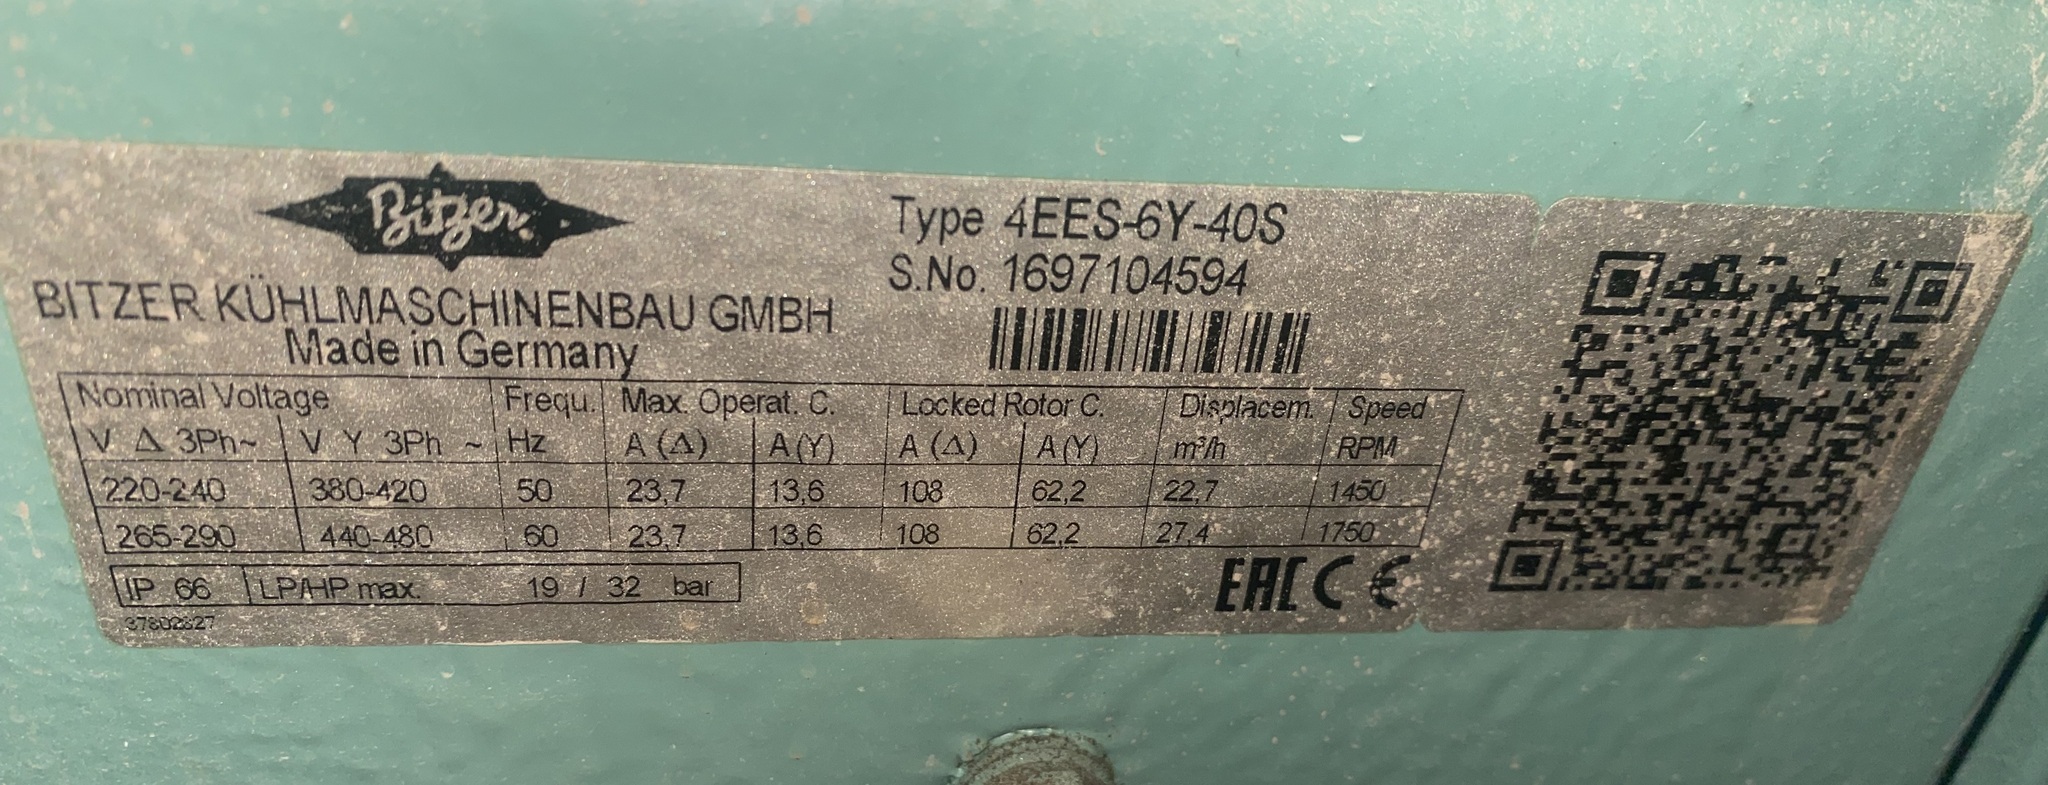 Bitzer
BITZER KÜHLMASCHINENBAU GMBH
Made in Germany
Type 4EES-6Y-40S
S.No. 1697104594
Nominal Voltage Frequ. Max. Operat. C. Locked Rotor C. Displacem. Speed
V Δ 3Ph~ V Y 3Ph ~ Hz A (Δ) A (Y) A (Δ) A (Y) m³/h RPM
220-240 380-420 50 23,7 13,6 108 62,2 22,7 1450
265-290 440-480 60 23,7 13,6 108 62,2 27,4 1750
IP 66 LP/HP max. 19 / 32 bar
EAC CE
37802827